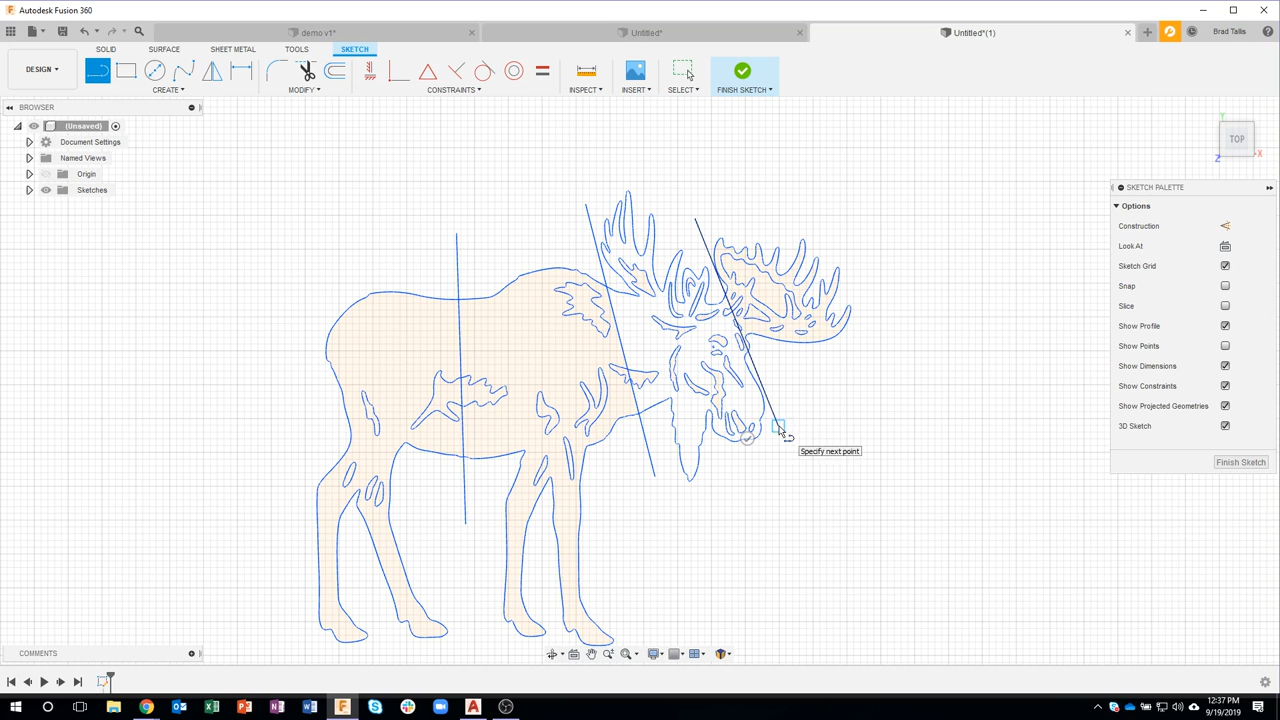 Autodesk Fusion 360
demo v1*
Untitled*
Untitled*(1)
Brad Tallis
DESIGN
SOLID
SURFACE
SHEET METAL
TOOLS
SKETCH
CREATE
MODIFY
CONSTRAINTS
INSPECT
INSERT
SELECT
FINISH SKETCH
BROWSER
(Unsaved)
Document Settings
Named Views
Origin
Sketches
Y
TOP
X
Z
SKETCH PALETTE
Options
Construction
Look At
Sketch Grid
Snap
Slice
Show Profile
Show Points
Show Dimensions
Show Constraints
Show Projected Geometries
3D Sketch
Finish Sketch
Specify next point
COMMENTS
12:37 PM
9/19/2019